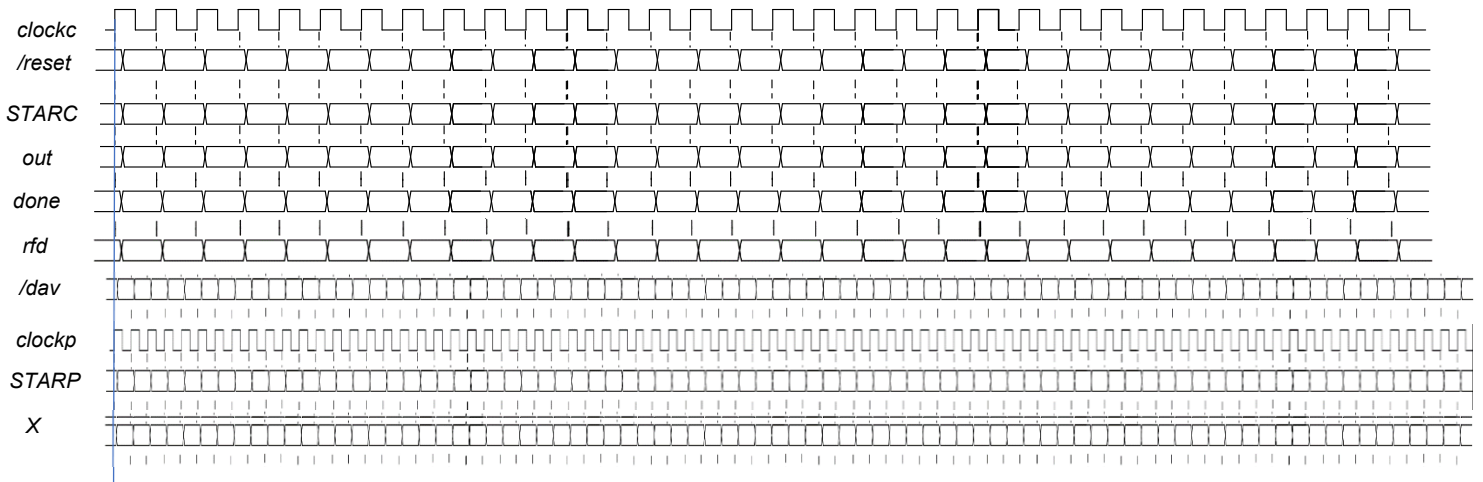 clockc
/reset
STARC
out
done
rfd
/dav
clockp
STARP
X